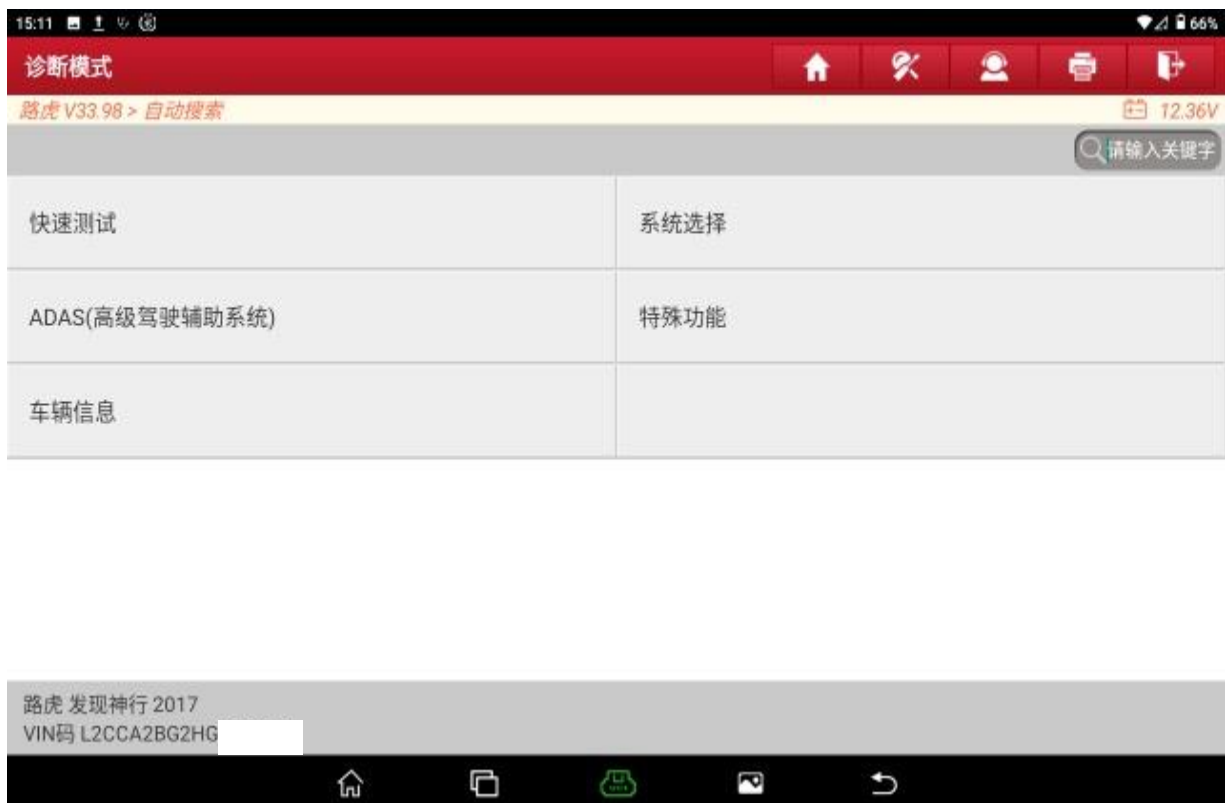 15:11
66%
诊断模式
路虎 V33.98 > 自动搜索
12.36V
请输入关键字
快速测试
系统选择
ADAS(高级驾驶辅助系统)
特殊功能
车辆信息
路虎 发现神行 2017
VIN码 L2CCA2BG2HG